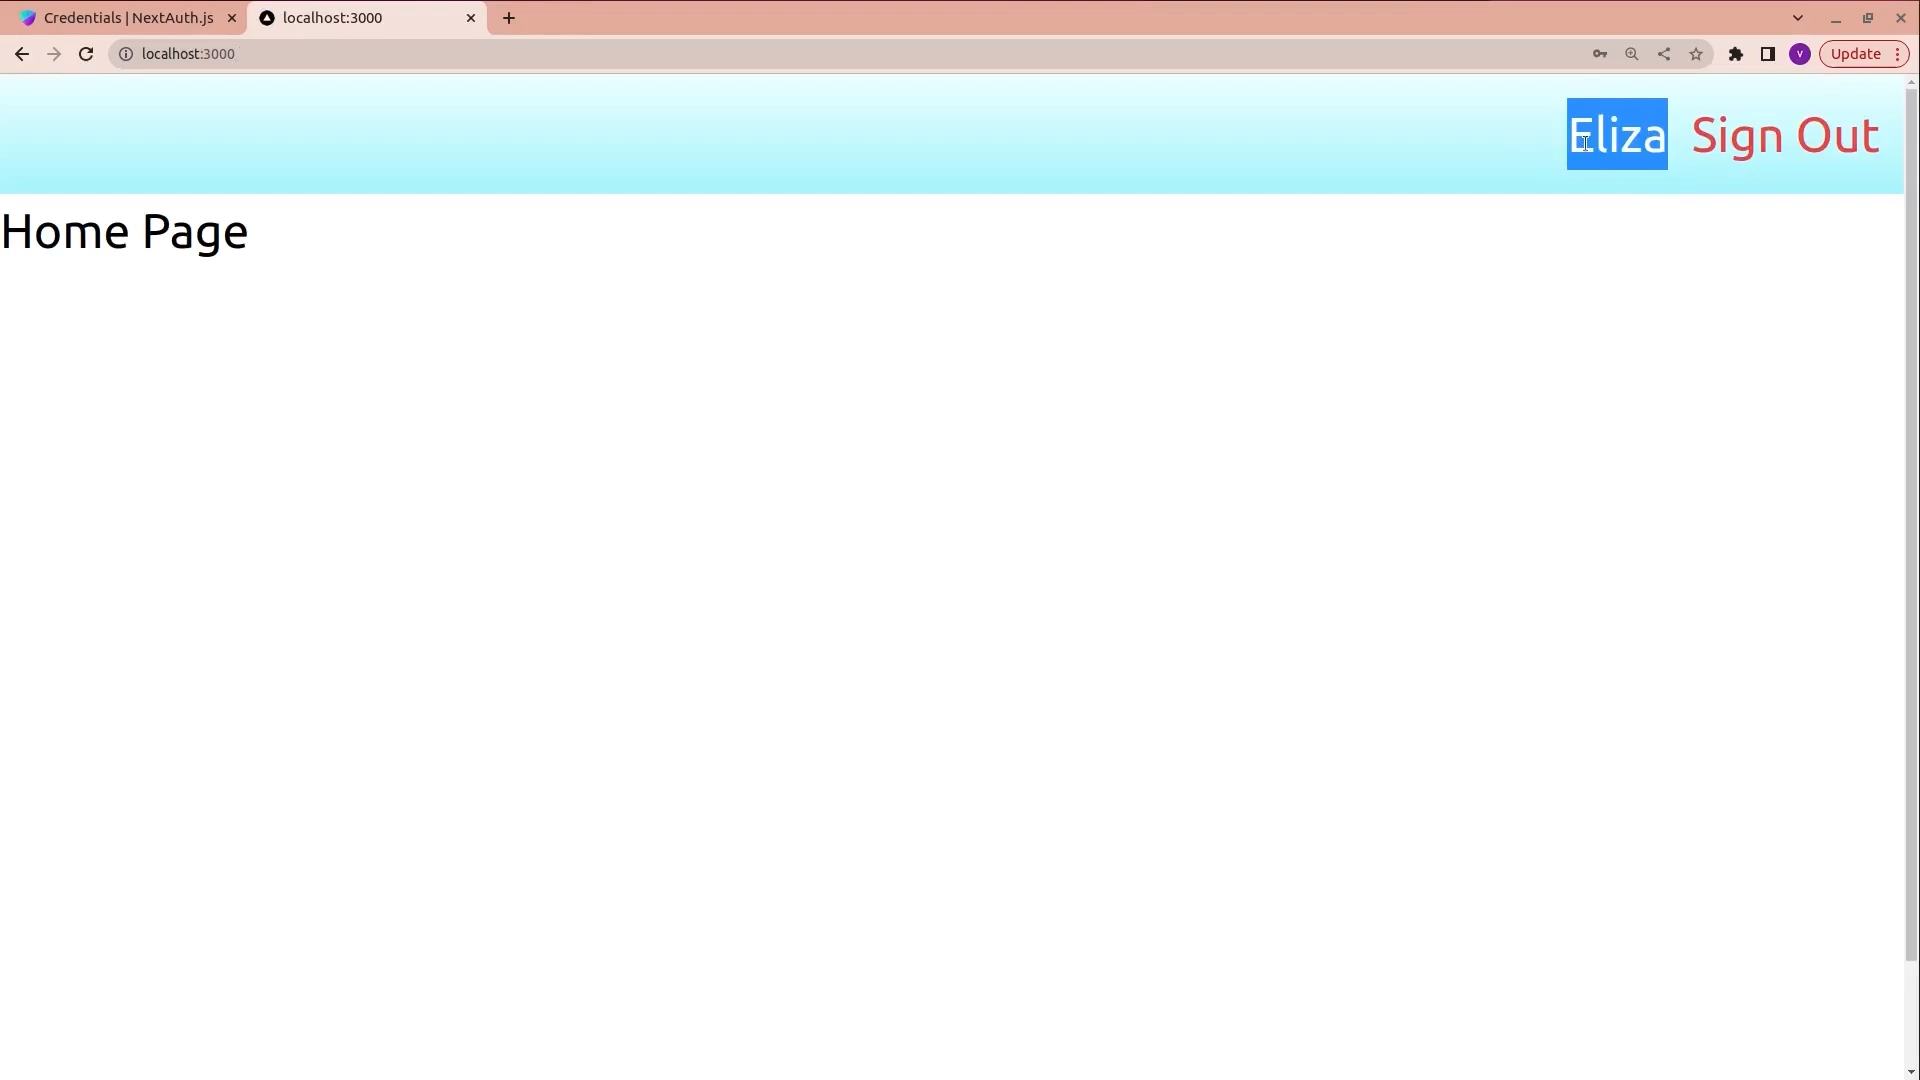 Credentials | NextAuth.js
localhost:3000
localhost:3000
V
Update
Eliza
Sign Out
Home Page